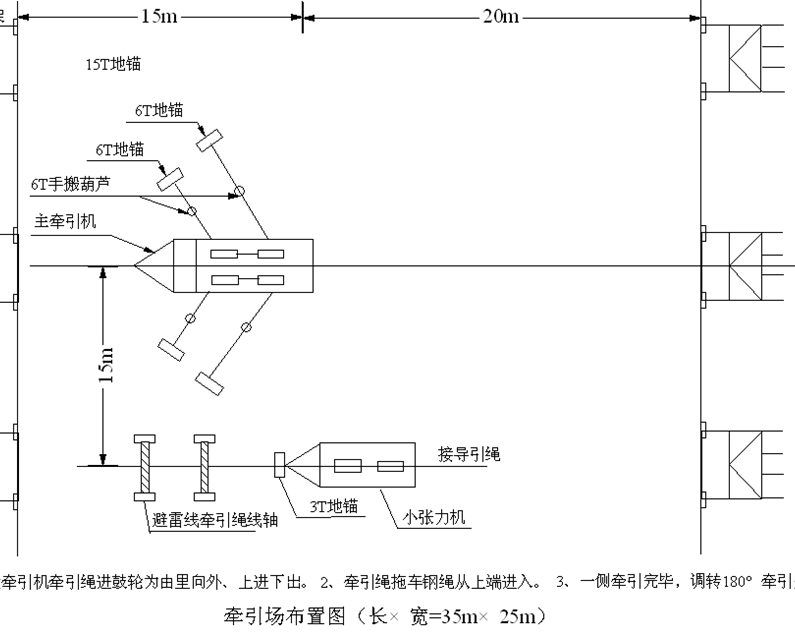 15m
20m
15T地锚
6T地锚
6T地锚
6T手搬葫芦
主牵引机
15m
接导引绳
3T地锚
小张力机
避雷线牵引绳线轴
牵引机牵引绳进鼓轮为由里向外、上进下出。 2、牵引绳拖车钢绳从上端进入。 3、一侧牵引完毕，调转180° 牵引
牵引场布置图（长× 宽=35m× 25m）